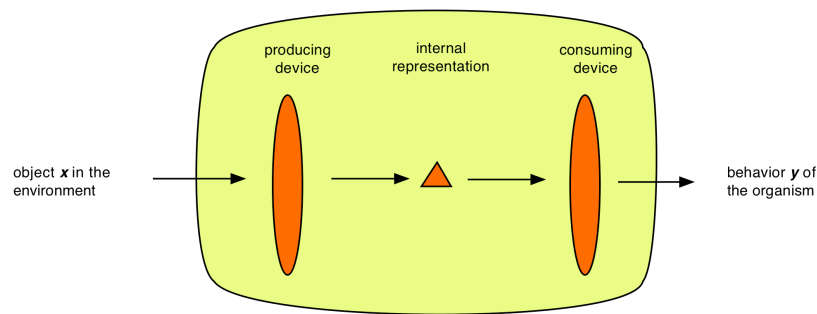 producing
device
internal
representation
consuming
device
object x in the
environment
behavior y of
the organism